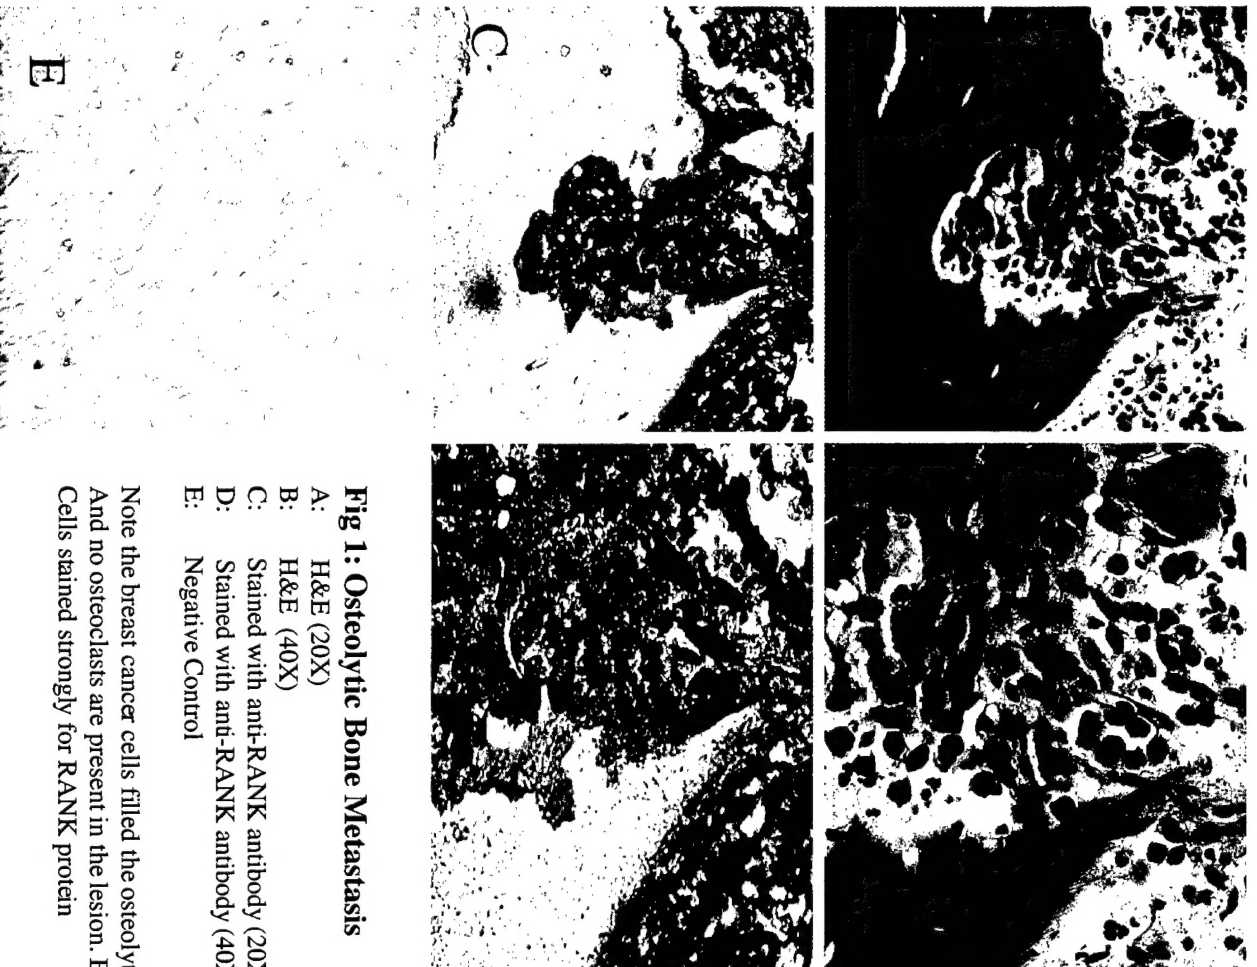 C
E
Fig 1: Osteolytic Bone Metastasis
A: H&E (20X)
B: H&E (40X)
C: Stained with anti-RANK antibody (20X
D: Stained with anti-RANK antibody (40X
E: Negative Control
Note the breast cancer cells filled the osteolyt
And no osteoclasts are present in the lesion.
Cells stained strongly for RANK protein